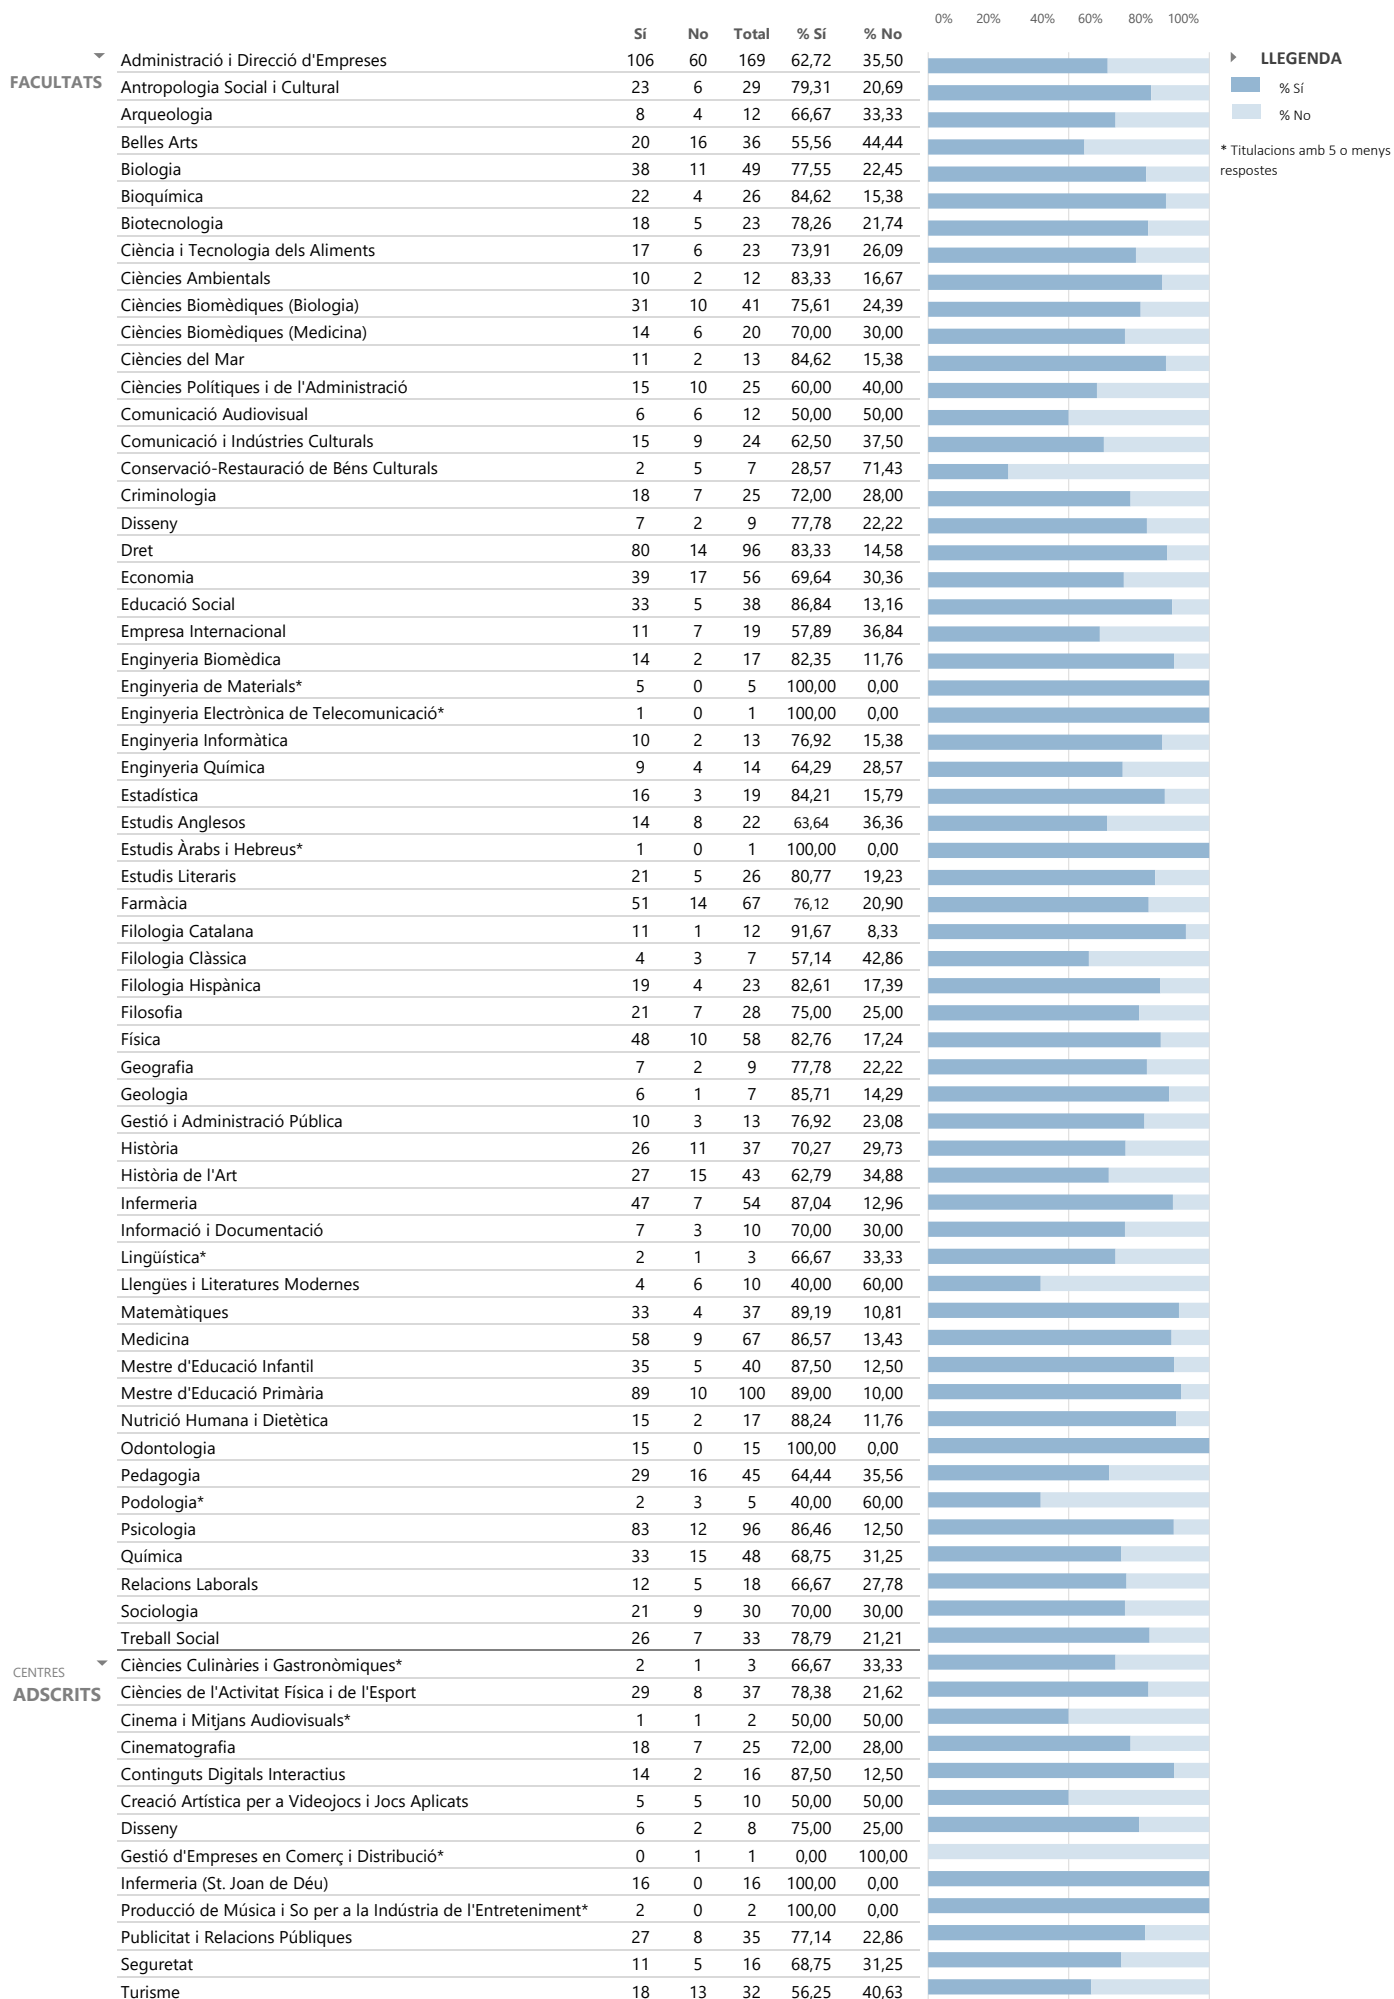 0% 20% 40% 60% 80% 100%
Sí No Total % Sí % No
Administració i Direcció d'Empreses 106 60 169 62,72 35,50
LLEGENDA
FACULTATS
Antropologia Social i Cultural 23 6 29 79,31 20,69
% Sí
Arqueologia 8 4 12 66,67 33,33
% No
Belles Arts 20 16 36 55,56 44,44
* Titulacions amb 5 o menys
respostes
Biologia 38 11 49 77,55 22,45
Bioquímica 22 4 26 84,62 15,38
Biotecnologia 18 5 23 78,26 21,74
Ciència i Tecnologia dels Aliments 17 6 23 73,91 26,09
Ciències Ambientals 10 2 12 83,33 16,67
Ciències Biomèdiques (Biologia) 31 10 41 75,61 24,39
Ciències Biomèdiques (Medicina) 14 6 20 70,00 30,00
Ciències del Mar 11 2 13 84,62 15,38
Ciències Polítiques i de l'Administració 15 10 25 60,00 40,00
Comunicació Audiovisual 6 6 12 50,00 50,00
Comunicació i Indústries Culturals 15 9 24 62,50 37,50
Conservació-Restauració de Béns Culturals 2 5 7 28,57 71,43
Criminologia 18 7 25 72,00 28,00
Disseny 7 2 9 77,78 22,22
Dret 80 14 96 83,33 14,58
Economia 39 17 56 69,64 30,36
Educació Social 33 5 38 86,84 13,16
Empresa Internacional 11 7 19 57,89 36,84
Enginyeria Biomèdica 14 2 17 82,35 11,76
Enginyeria de Materials* 5 0 5 100,00 0,00
Enginyeria Electrònica de Telecomunicació* 1 0 1 100,00 0,00
Enginyeria Informàtica 10 2 13 76,92 15,38
Enginyeria Química 9 4 14 64,29 28,57
Estadística 16 3 19 84,21 15,79
Estudis Anglesos 14 8 22 63,64 36,36
Estudis Àrabs i Hebreus* 1 0 1 100,00 0,00
Estudis Literaris 21 5 26 80,77 19,23
Farmàcia 51 14 67 76,12 20,90
Filologia Catalana 11 1 12 91,67 8,33
Filologia Clàssica 4 3 7 57,14 42,86
Filologia Hispànica 19 4 23 82,61 17,39
Filosofia 21 7 28 75,00 25,00
Física 48 10 58 82,76 17,24
Geografia 7 2 9 77,78 22,22
Geologia 6 1 7 85,71 14,29
Gestió i Administració Pública 10 3 13 76,92 23,08
Història 26 11 37 70,27 29,73
Història de l'Art 27 15 43 62,79 34,88
Infermeria 47 7 54 87,04 12,96
Informació i Documentació 7 3 10 70,00 30,00
Lingüística* 2 1 3 66,67 33,33
Llengües i Literatures Modernes 4 6 10 40,00 60,00
Matemàtiques 33 4 37 89,19 10,81
Medicina 58 9 67 86,57 13,43
Mestre d'Educació Infantil 35 5 40 87,50 12,50
Mestre d'Educació Primària 89 10 100 89,00 10,00
Nutrició Humana i Dietètica 15 2 17 88,24 11,76
Odontologia 15 0 15 100,00 0,00
Pedagogia 29 16 45 64,44 35,56
Podologia* 2 3 5 40,00 60,00
Psicologia 83 12 96 86,46 12,50
Química 33 15 48 68,75 31,25
Relacions Laborals 12 5 18 66,67 27,78
Sociologia 21 9 30 70,00 30,00
Treball Social 26 7 33 78,79 21,21
Ciències Culinàries i Gastronòmiques* 2 1 3 66,67 33,33
CENTRES
ADSCRITS
Ciències de l'Activitat Física i de l'Esport 29 8 37 78,38 21,62
Cinema i Mitjans Audiovisuals* 1 1 2 50,00 50,00
Cinematografia 18 7 25 72,00 28,00
Continguts Digitals Interactius 14 2 16 87,50 12,50
Creació Artística per a Videojocs i Jocs Aplicats 5 5 10 50,00 50,00
Disseny 6 2 8 75,00 25,00
Gestió d'Empreses en Comerç i Distribució* 0 1 1 0,00 100,00
Infermeria (St. Joan de Déu) 16 0 16 100,00 0,00
Producció de Música i So per a la Indústria de l'Entreteniment* 2 0 2 100,00 0,00
Publicitat i Relacions Públiques 27 8 35 77,14 22,86
Seguretat 11 5 16 68,75 31,25
Turisme 18 13 32 56,25 40,63